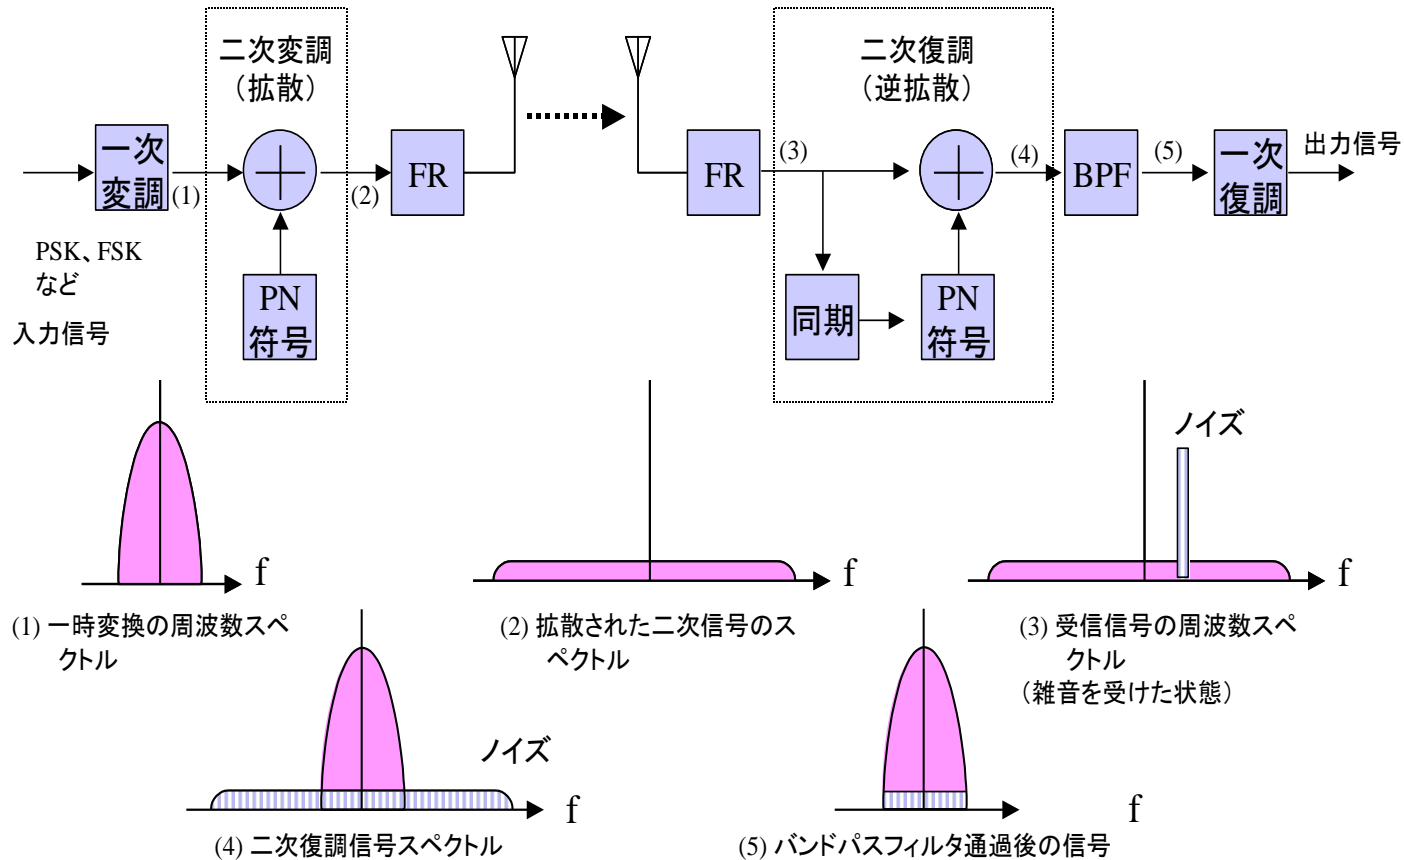 二次変調
（拡散）
二次復調
（逆拡散）
一次
変調
(1)
(2)
FR
FR
(3)
(4)
BPF
(5)
一次
復調
出力信号
PSK、FSK
など
入力信号
PN
符号
同期
PN
符号
f
(1) 一時変換の周波数スペ
クトル
f
(2) 拡散された二次信号のス
ペクトル
ノイズ
f
(3) 受信信号の周波数スペ
クトル
（雑音を受けた状態）
ノイズ
f
(4) 二次復調信号スペクトル
f
(5) バンドパスフィルタ通過後の信号